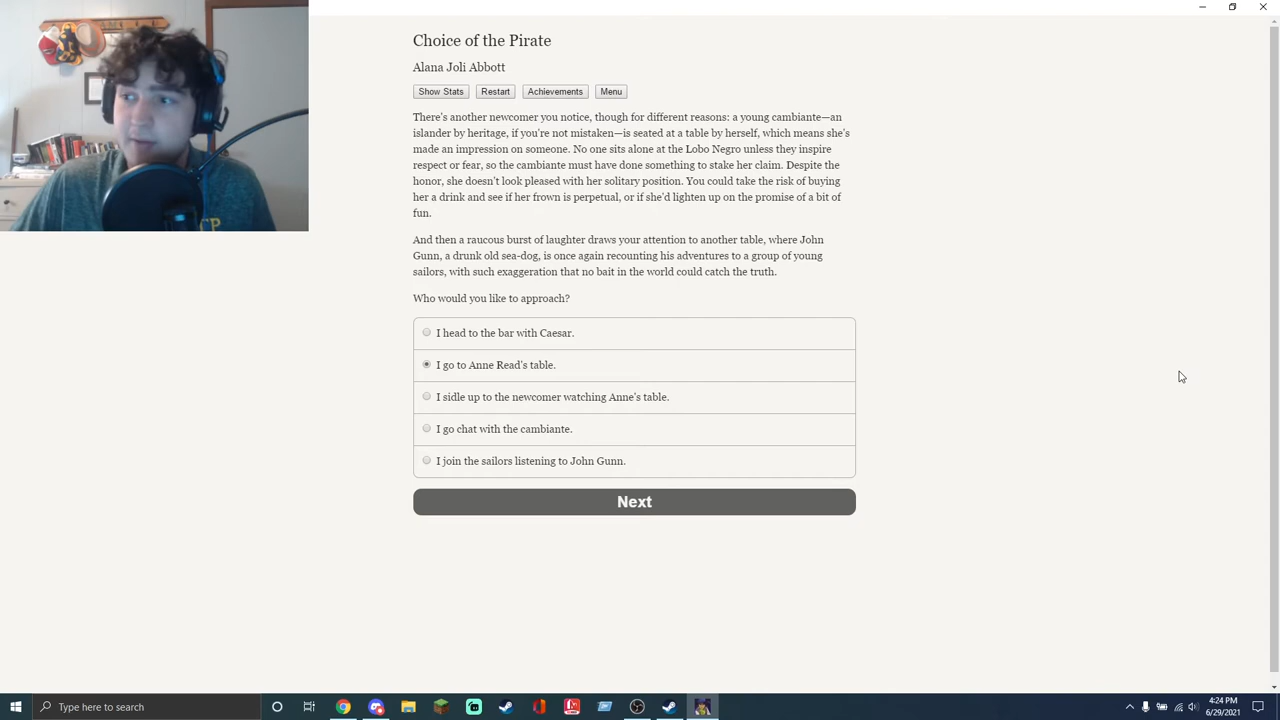 Choice of the Pirate
Alana Joli Abbott
Show Stats
Restart
Achievements
Menu
There's another newcomer you notice, though for different reasons: a young cambiante—an
islander by heritage, if you're not mistaken—is seated at a table by herself, which means she's
made an impression on someone. No one sits alone at the Lobo Negro unless they inspire
respect or fear, so the cambiante must have done something to stake her claim. Despite the
honor, she doesn't look pleased with her solitary position. You could take the risk of buying
her a drink and see if her frown is perpetual, or if she'd lighten up on the promise of a bit of
fun.
And then a raucous burst of laughter draws your attention to another table, where John
Gunn, a drunk old sea-dog, is once again recounting his adventures to a group of young
sailors, with such exaggeration that no bait in the world could catch the truth.
Who would you like to approach?
I head to the bar with Caesar.
I go to Anne Read's table.
I sidle up to the newcomer watching Anne's table.
I go chat with the cambiante.
I join the sailors listening to John Gunn.
Next
Type here to search
4:24 PM
6/29/2021